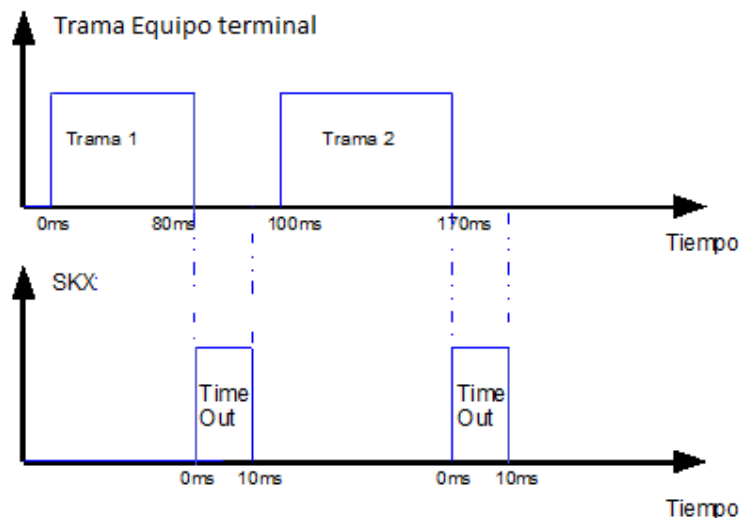 Trama Equipo terminal
Trama 1
Trama 2
0ms 80ms 100ms 170ms
Tiempo
SKX:
Time
Out
Time
Out
0ms 10ms 0ms 10ms
Tiempo